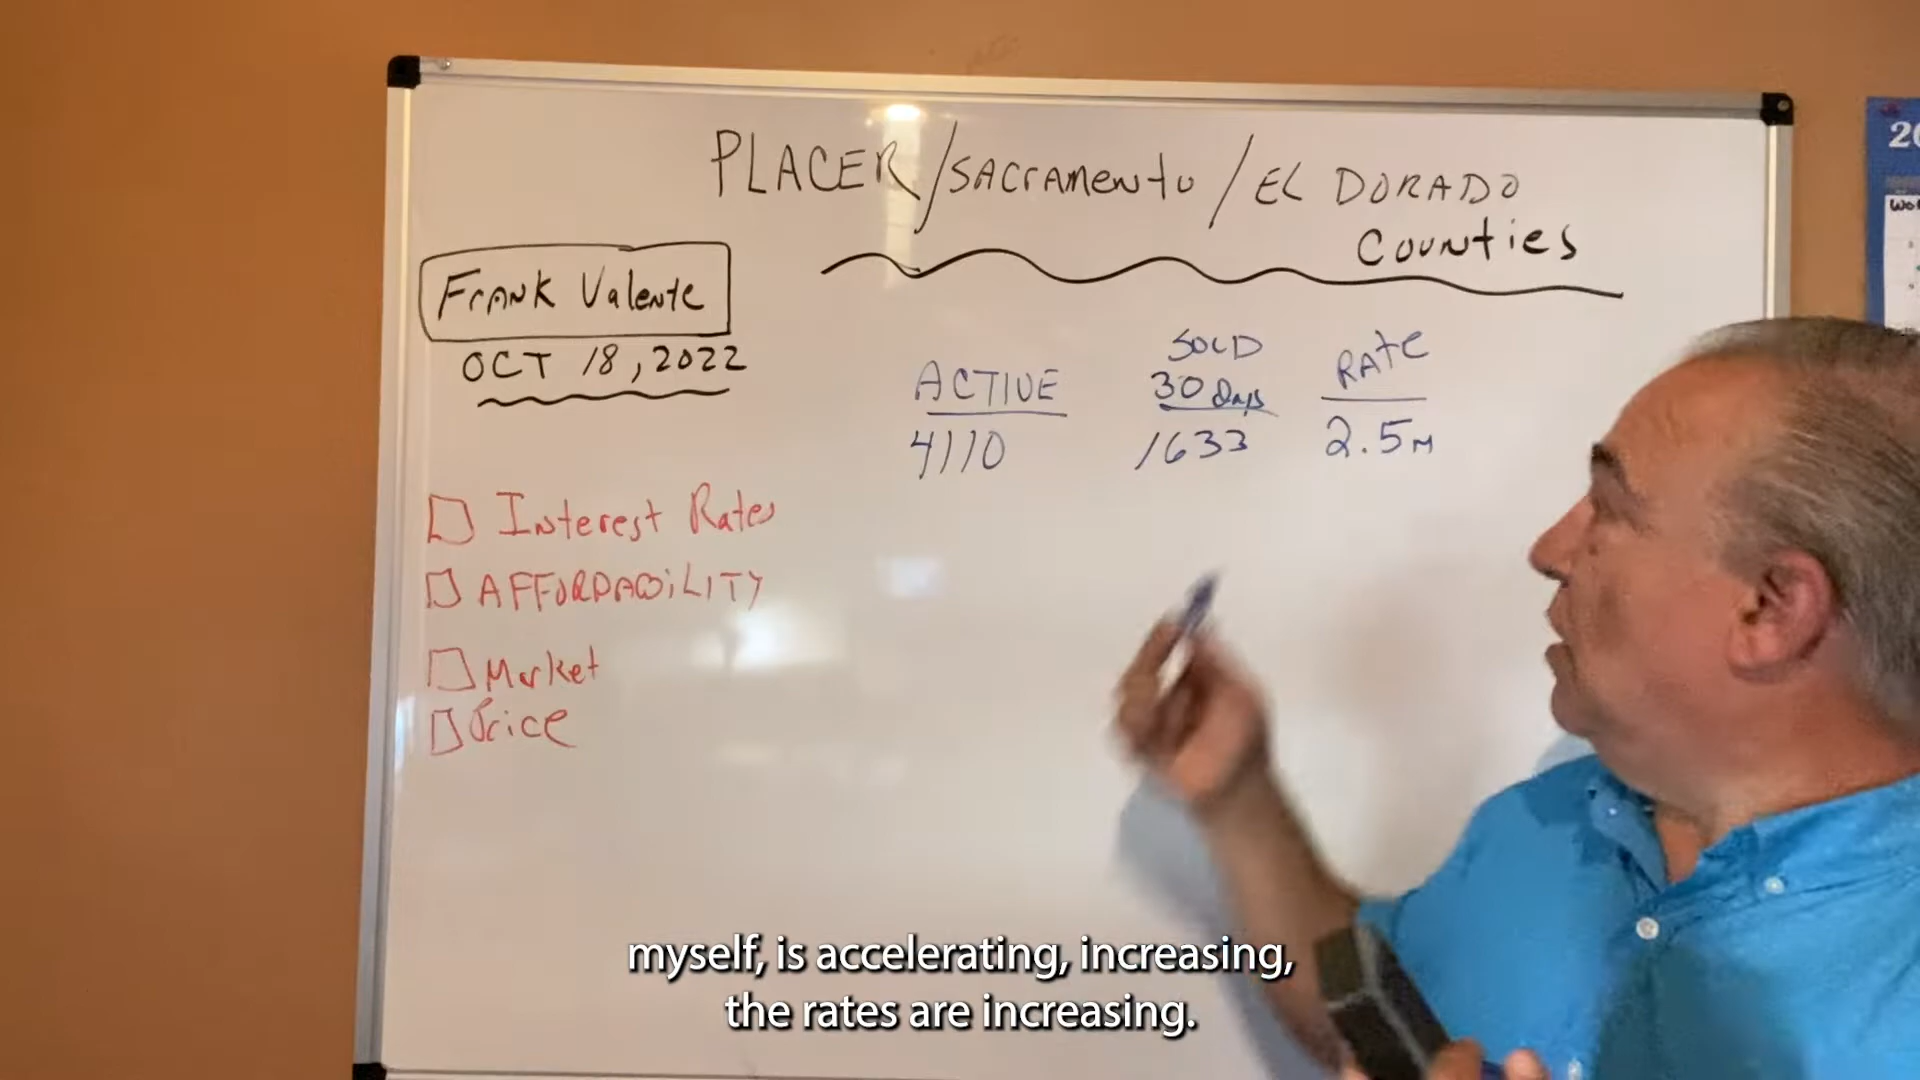 PLACER/SACramento/EL DORADO
Counties
Frank Valente
OCT 18, 2022
ACTIVE
4110
SOLD
30 Days
1633
RATE
2.5M
Interest Rates
AFFORDABiLITY
Market
Price
20
myself, is accelerating, increasing,
the rates are increasing.